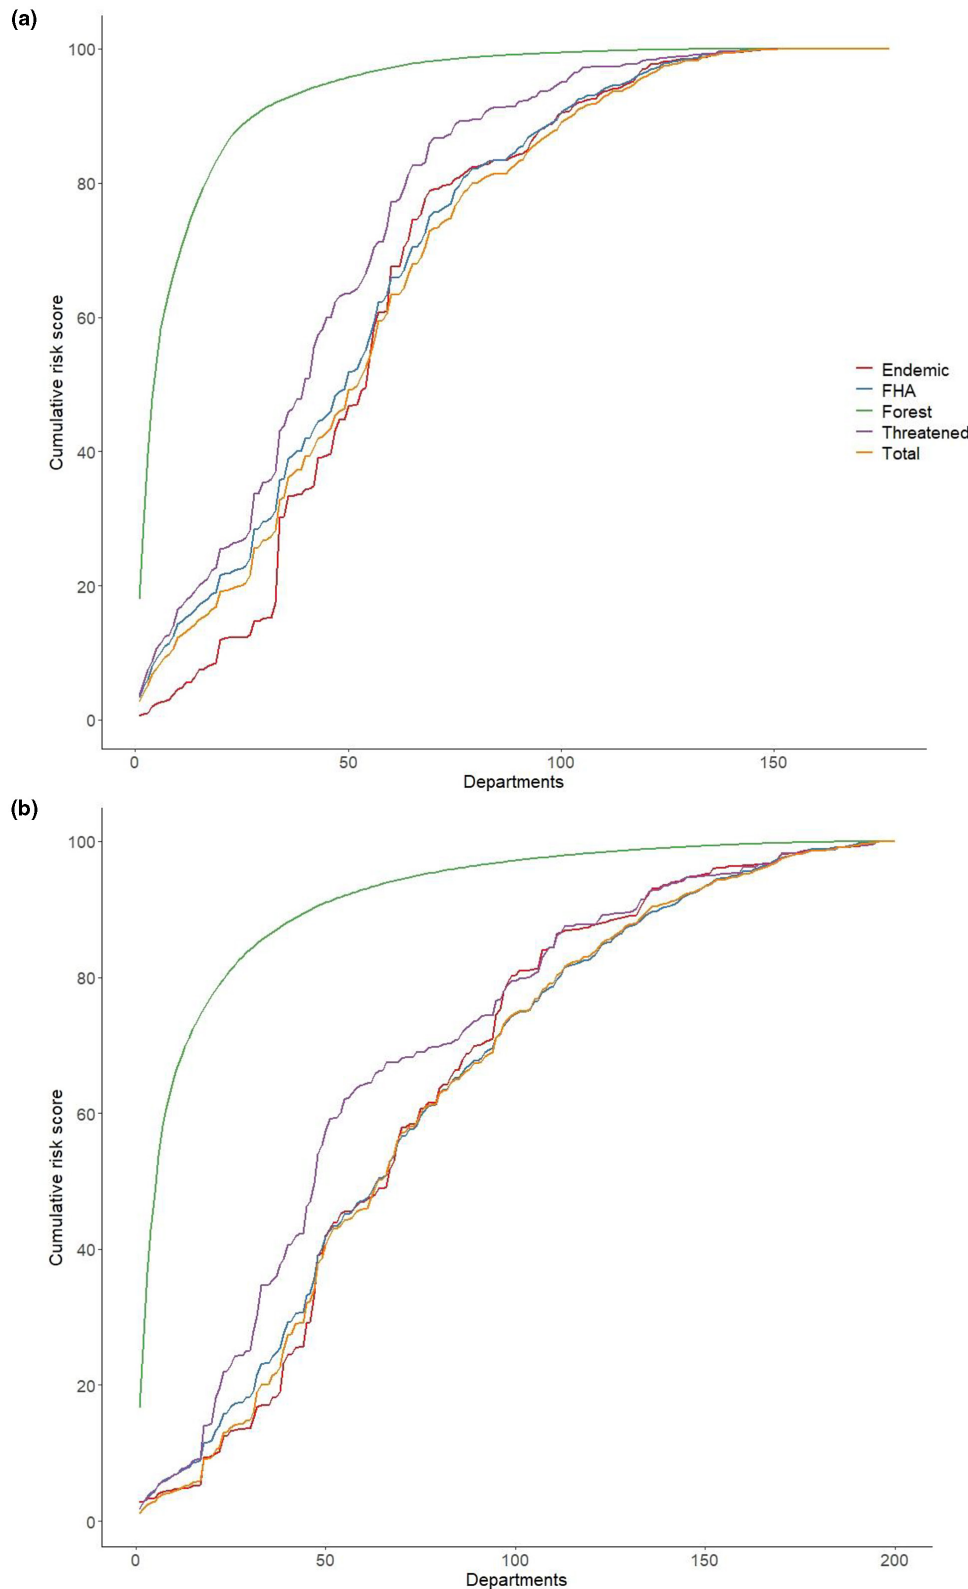 (a)
100
80
60
40
20
0
Cumulative risk score
0 50 100 150
Departments
Endemic
FHA
Forest
Threatened
Total
(b)
100
80
60
40
20
0
Cumulative risk score
0 50 100 150 200
Departments